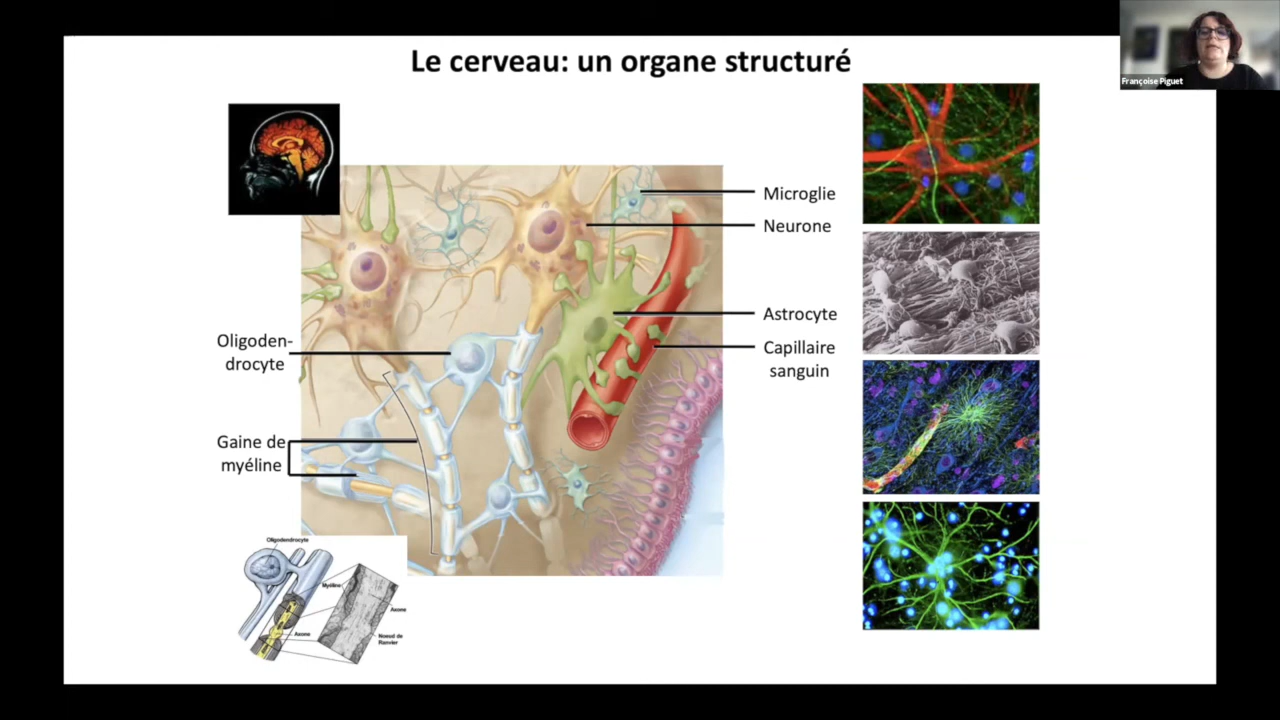 Le cerveau: un organe structuré
Françoise Piguet
Microglie
Neurone
Astrocyte
Capillaire
sanguin
Oligoden-
drocyte
Gaine de
myéline
Oligodendrocyte
Myéline
Axone
Axone
Noeud de
Ranvier